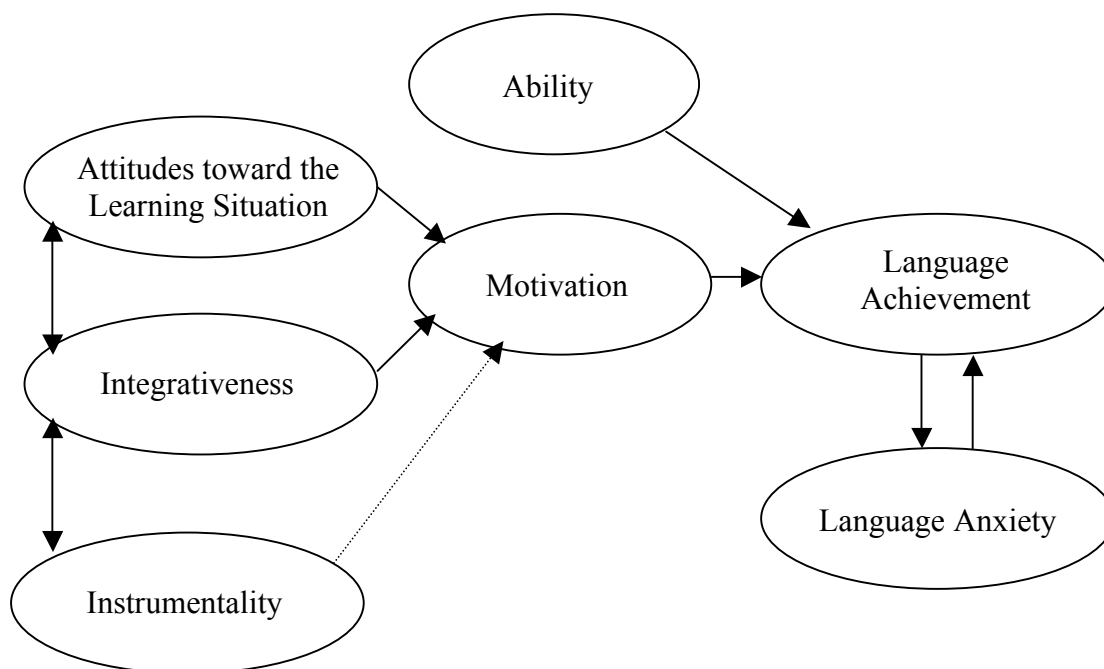 Ability
Attitudes toward the
Learning Situation
Motivation
Language
Achievement
Integrativeness
Language Anxiety
Instrumentality